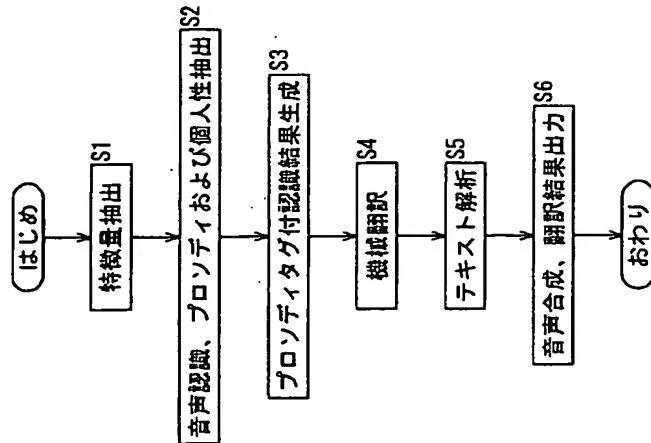 はじめ
S1
特徴量抽出
S2
音声認識、プロソディおよび個人性抽出
S3
プロソディタグ付認識結果生成
S4
機械翻訳
S5
テキスト解析
S6
音声合成、翻訳結果出力
おわり